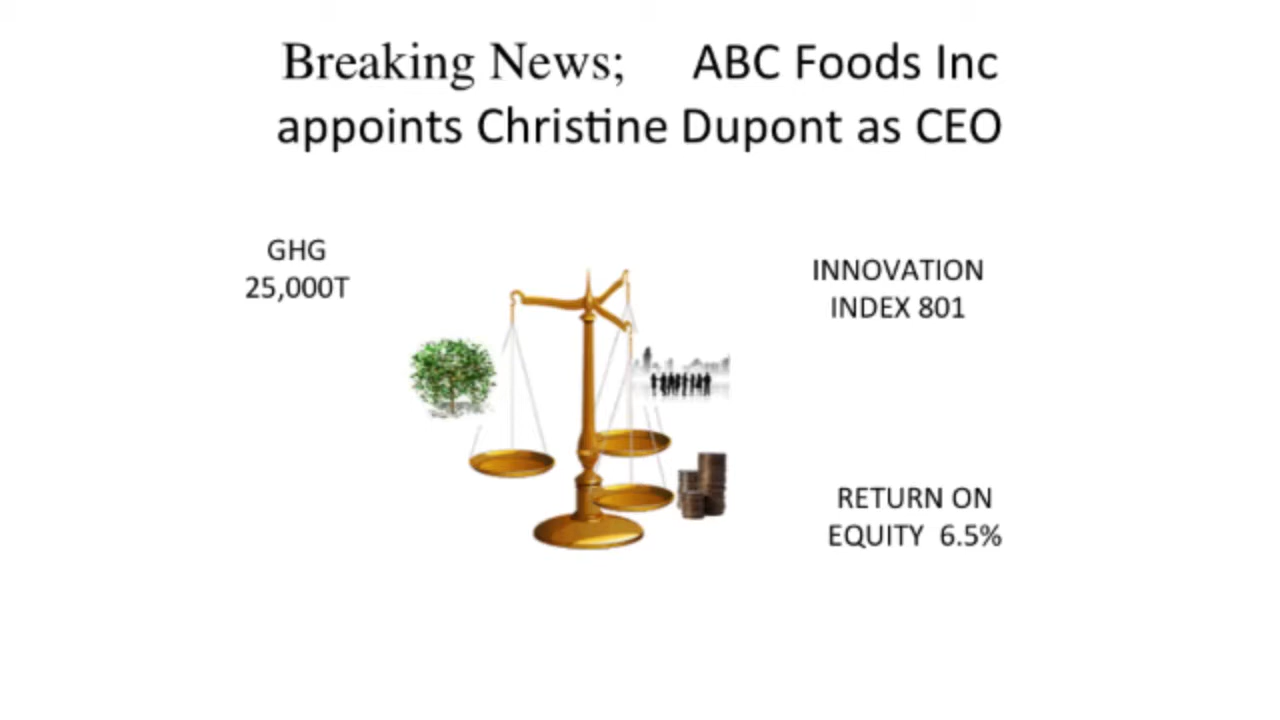 Breaking News; ABC Foods Inc
appoints Christine Dupont as CEO
GHG
25,000T
INNOVATION
INDEX 801
RETURN ON
EQUITY 6.5%